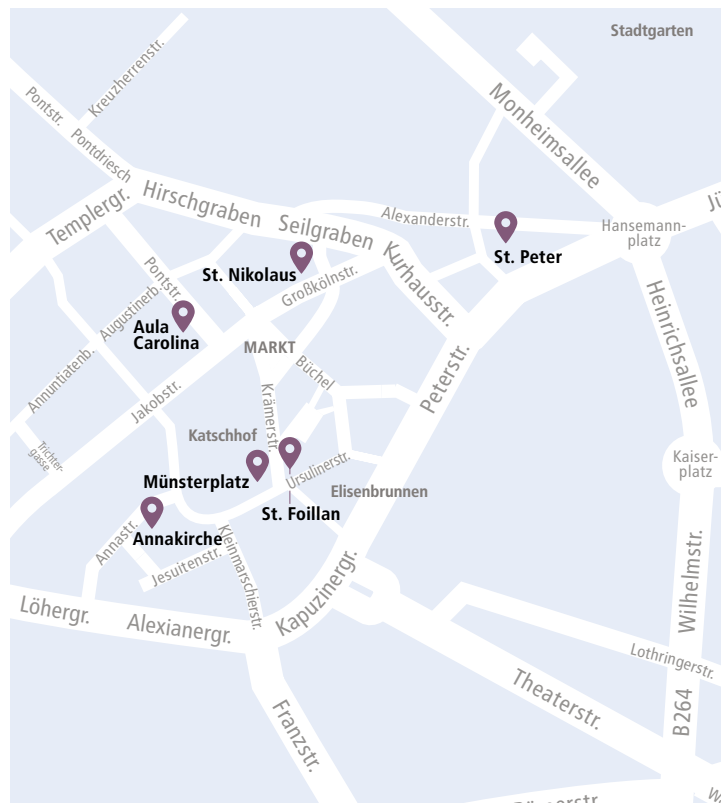 Stadtgarten
Kreuzherrenstr.
Pontstr.
Pontdriesch
Monheimsallee
Templergr.
Hirschgraben
Seilgraben
Alexanderstr.
Hansemann-
platz
St. Peter
Kurhausstr.
Pontstr.
St. Nikolaus
Großkölnstr.
Heinrichsallee
Augustinerb.
Annuntiatenb.
Aula
Carolina
MARKT
Büchel
Peterstr.
Jakobstr.
Krämerstr.
Katschhof
Trichter-
gasse
Kaiser-
platz
Münsterplatz
Ursulinerstr.
Elisenbrunnen
St. Foillan
Annakirche
Annastr.
Jesuitenstr.
Kleinmarschierstr.
Kapuzinergr.
Löhergr.
Alexianergr.
Wilhelmstr.
Lothringerstr.
Theaterstr.
B264
Franzstr.